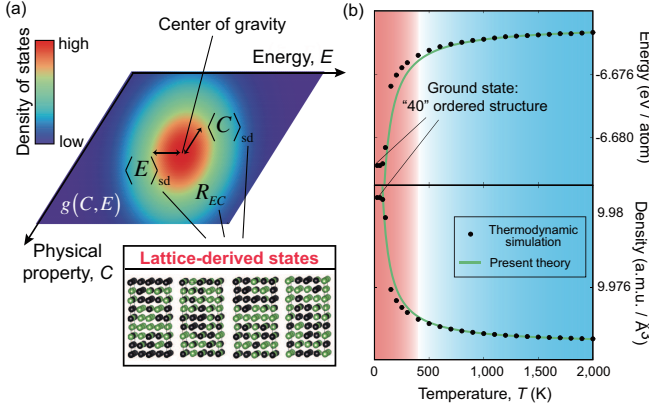 (a)
Center of gravity
Energy, E
high
Density of states
low
⟨C⟩sd
⟨E⟩sd
R_EC
g(C,E)
Physical
property, C
Lattice-derived states
(b)
Energy (eV / atom)
-6.676
-6.680
Ground state:
“40” ordered structure
Density (a.m.u. / Å³)
9.98
9.976
Thermodynamic
simulation
Present theory
0 500 1,000 1,500 2,000
Temperature, T (K)